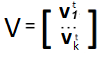 V = [ v₁ᵗ
...
vₖᵗ ]